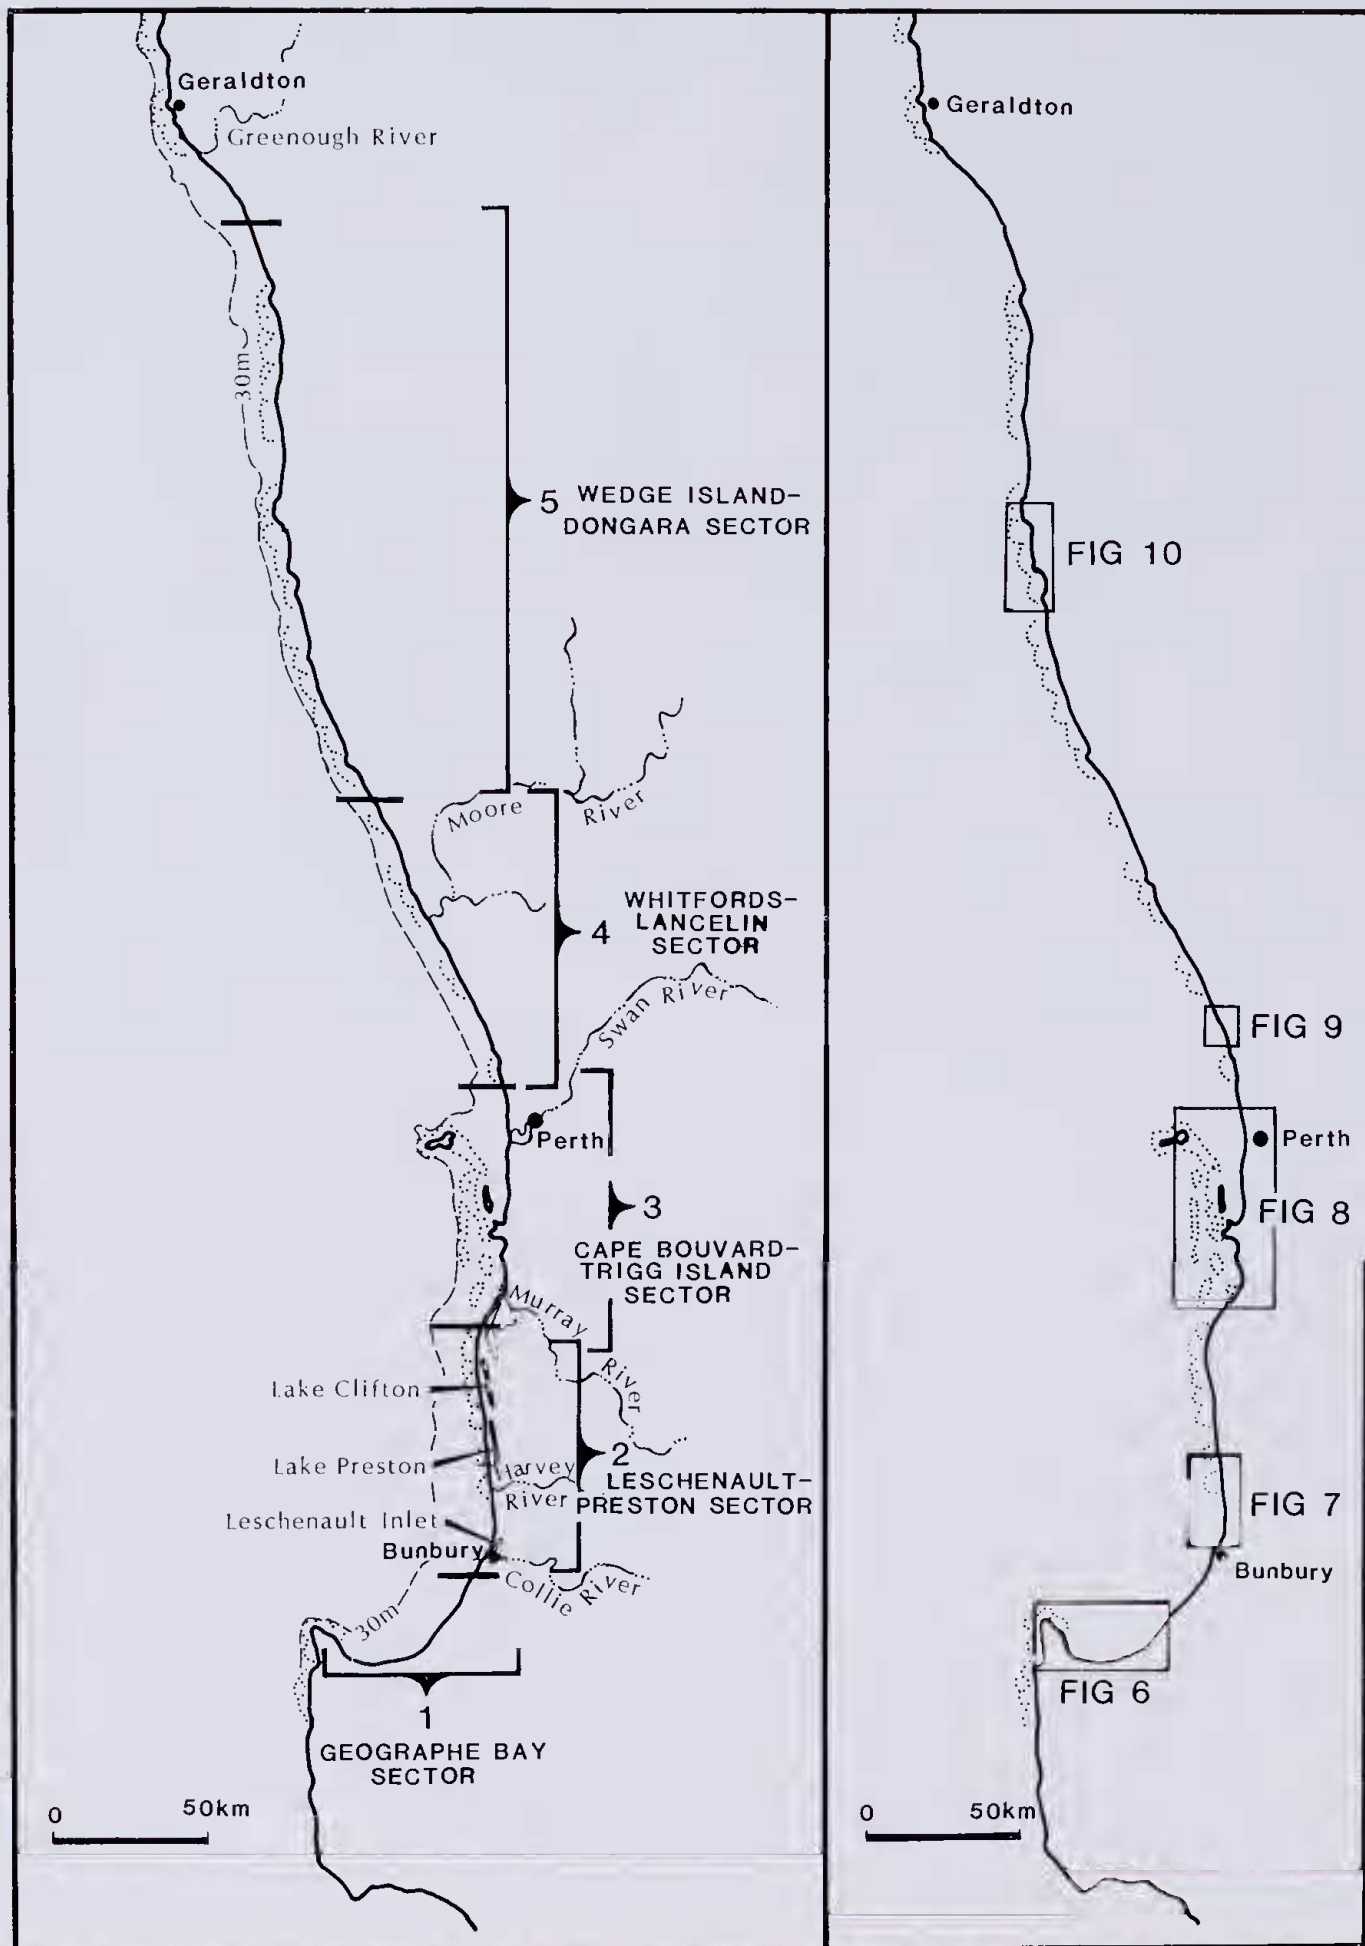 Geraldton
Greenough River
30m
5 WEDGE ISLAND-
DONGARA SECTOR
Moore River
WHITFORDS-
LANCELIN
4 SECTOR
Swan River
Perth
3
CAPE BOUVARD-
TRIGG ISLAND
SECTOR
Murray River
Lake Clifton
2
Lake Preston
Harvey
River
LESCHENAULT-
PRESTON SECTOR
Leschenault Inlet
Bunbury
Collie River
30m
1
GEOGRAPHE BAY
SECTOR
0 50km
Geraldton
FIG 10
FIG 9
Perth
FIG 8
FIG 7
Bunbury
FIG 6
0 50km